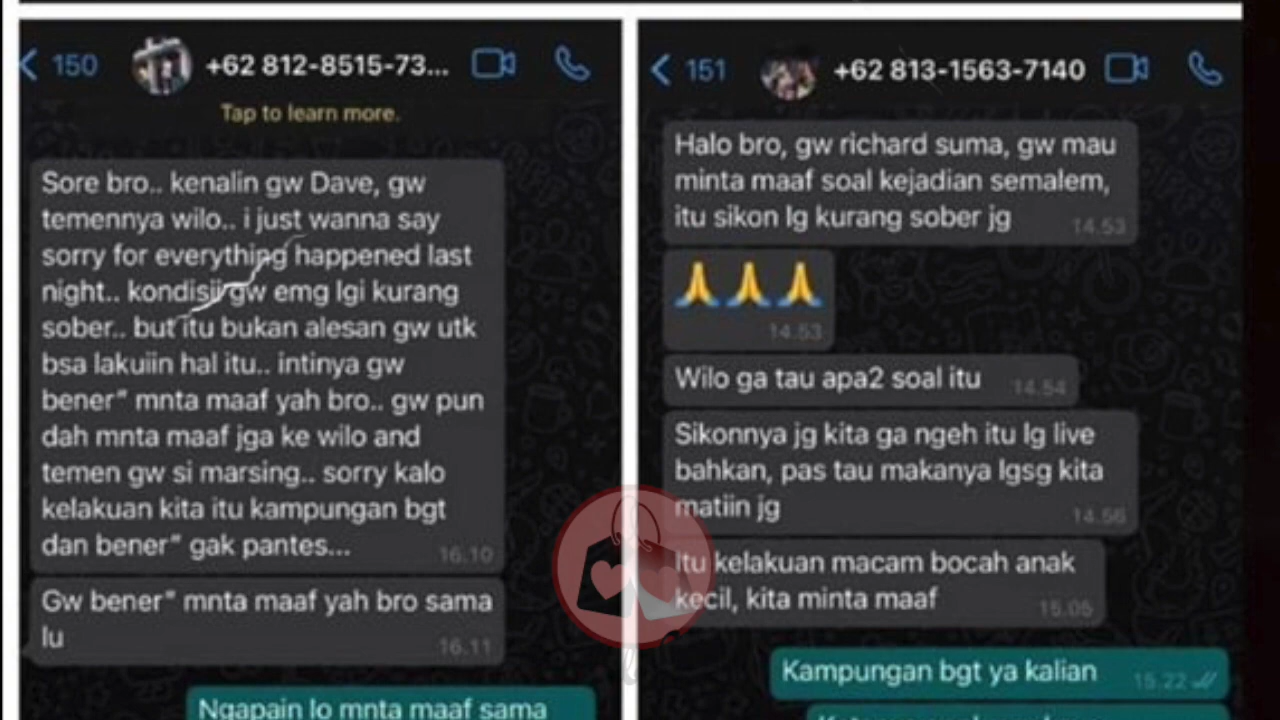 150
+62 812-8515-73...
Tap to learn more.
Sore bro.. kenalin gw Dave, gw
temennya wilo.. i just wanna say
sorry for everything happened last
night.. kondisii gw emg lgi kurang
sober.. but itu bukan alesan gw utk
bsa lakuiin hal itu.. intinya gw
bener" mnta maaf yah bro.. gw pun
dah mnta maaf jga ke wilo and
temen gw si marsing.. sorry kalo
kelakuan kita itu kampungan bgt
dan bener" gak pantes...
16.10
Gw bener" mnta maaf yah bro sama
lu
16.11
Ngapain lo mnta maaf sama
151
+62 813-1563-7140
Halo bro, gw richard suma, gw mau
minta maaf soal kejadian semalem,
itu sikon lg kurang sober jg
14.53
14.53
Wilo ga tau apa2 soal itu
14.54
Sikonnya jg kita ga ngeh itu lg live
bahkan, pas tau makanya lgsg kita
matiin jg
14.56
Itu kelakuan macam bocah anak
kecil, kita minta maaf
15.05
Kampungan bgt ya kalian
15.22